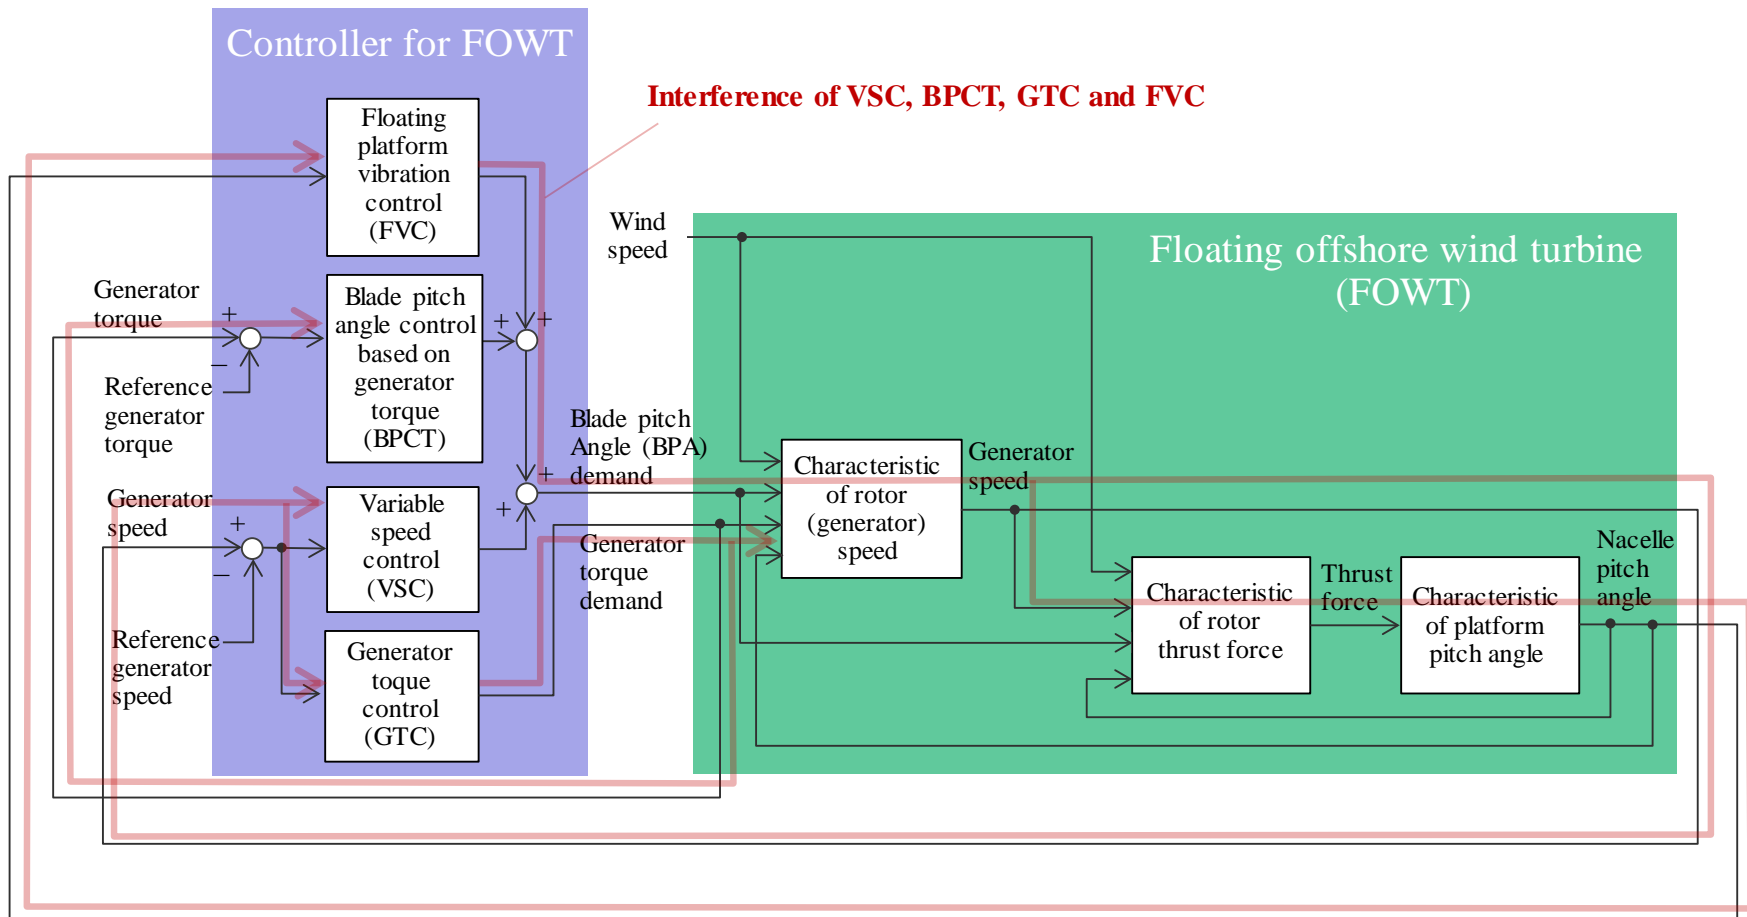 Controller for FOWT
Interference of VSC, BPCT, GTC and FVC
Floating
platform
vibration
control
(FVC)
Wind
speed
Floating offshore wind turbine
(FOWT)
Generator
torque
+
−
Reference
generator
torque
Blade pitch
angle control
based on
generator
torque
(BPCT)
+
+
Blade pitch
Angle (BPA)
demand
+
+
Generator
speed
+
−
Reference
generator
speed
Variable
speed
control
(VSC)
Generator
toque
control
(GTC)
Generator
torque
demand
Characteristic
of rotor
(generator)
speed
Generator
speed
Characteristic
of rotor
thrust force
Thrust
force
Characteristic
of platform
pitch angle
Nacelle
pitch
angle